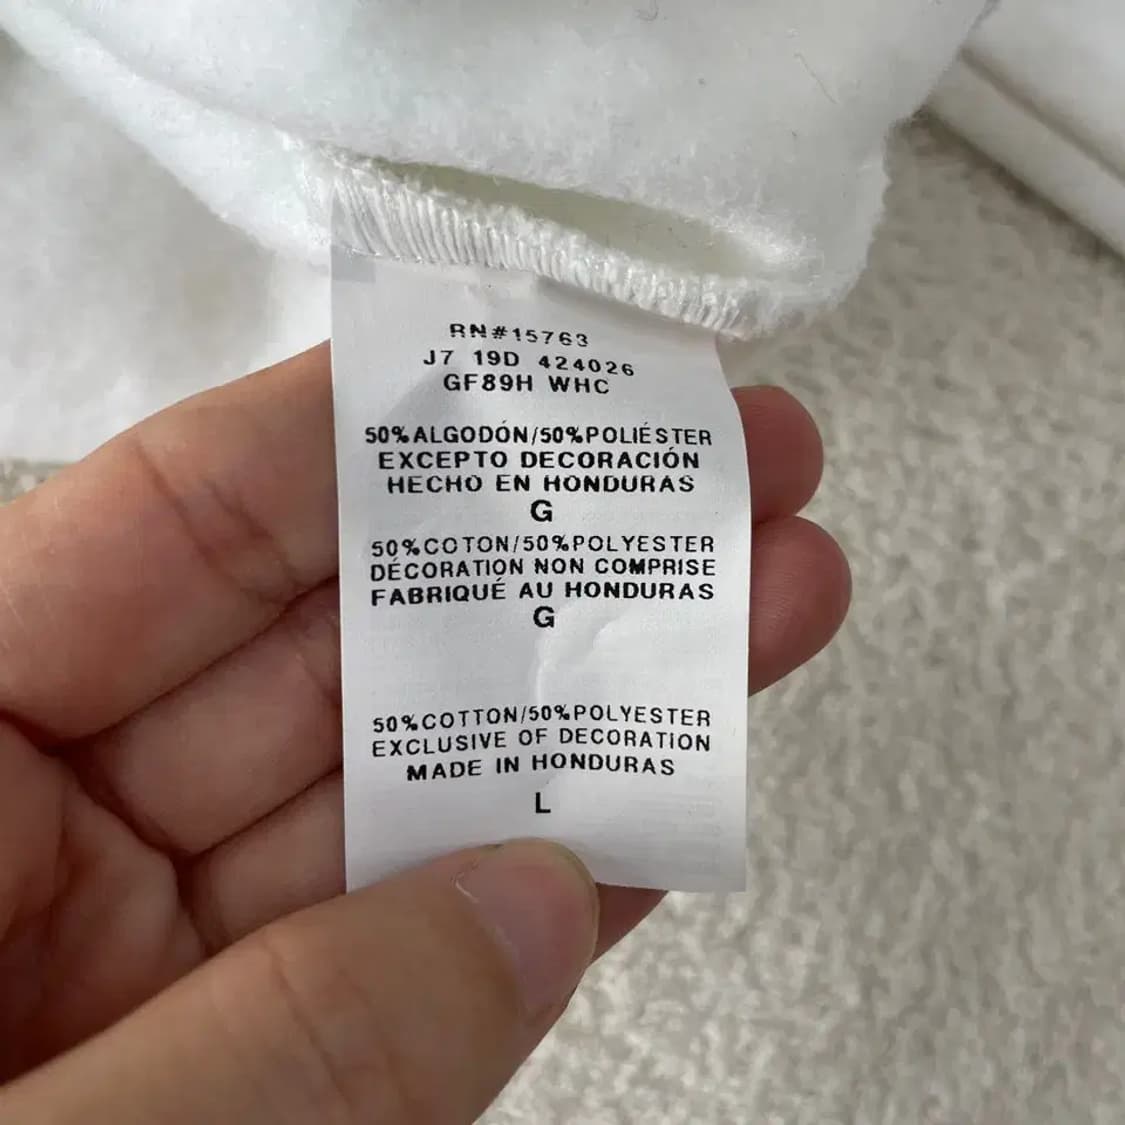 RN#15763
J7 19D 424026
GF89H WHC
50%ALGODÓN/50%POLIÉSTER
EXCEPTO DECORACIÓN
HECHO EN HONDURAS
G
50%COTON/50%POLYESTER
DÉCORATION NON COMPRISE
FABRIQUÉ AU HONDURAS
G
50%COTTON/50%POLYESTER
EXCLUSIVE OF DECORATION
MADE IN HONDURAS
L